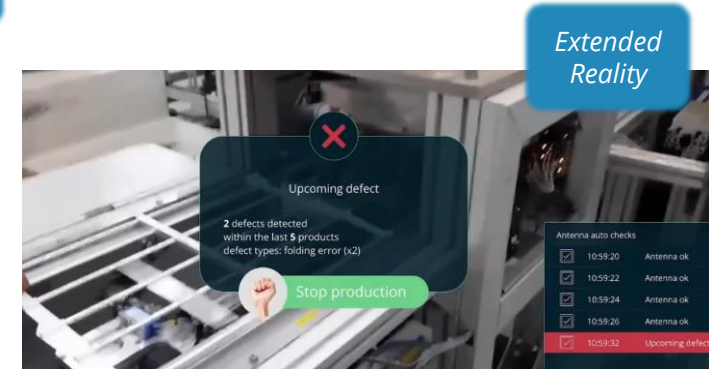 Extended
Reality
Upcoming defect
2 defects detected
within the last 5 products
defect types: folding error (x2)
Stop production
Antenna auto checks
10:59:20 Antenna ok
10:59:22 Antenna ok
10:59:24 Antenna ok
10:59:26 Antenna ok
10:59:32 Upcoming defect